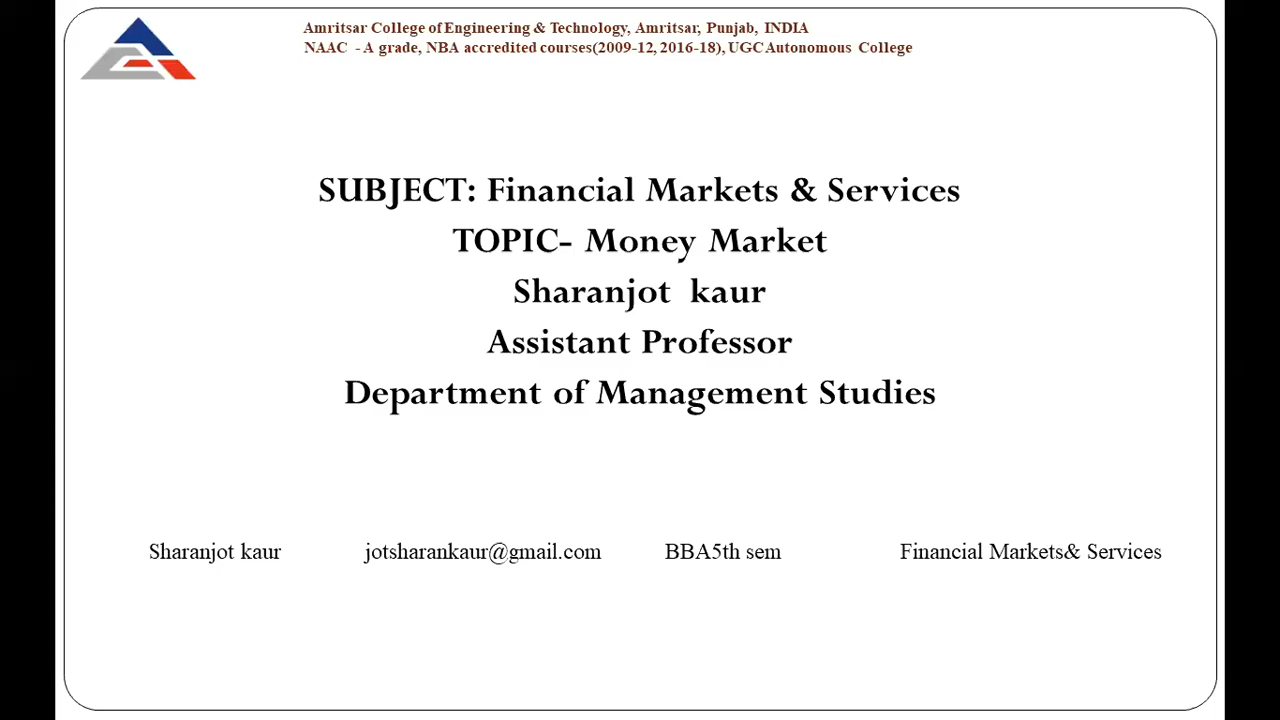 Amritsar College of Engineering & Technology, Amritsar, Punjab, INDIA
NAAC - A grade, NBA accredited courses(2009-12, 2016-18), UGC Autonomous College
SUBJECT: Financial Markets & Services
TOPIC- Money Market
Sharanjot kaur
Assistant Professor
Department of Management Studies
Sharanjot kaur jotsharankaur@gmail.com BBA5th sem Financial Markets& Services